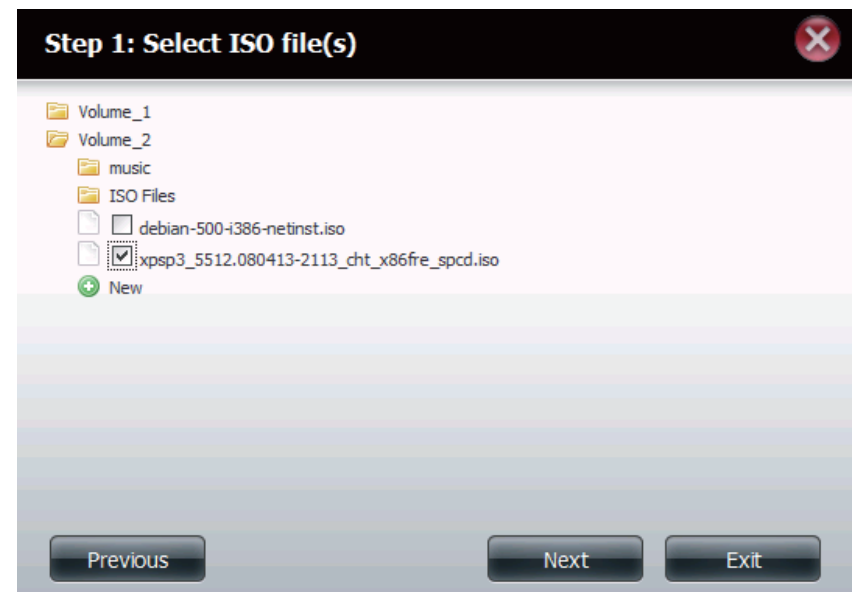 Step 1: Select ISO file(s)
Volume_1
Volume_2
music
ISO Files
debian-500-i386-netinst.iso
xpsp3_5512.080413-2113_cht_x86fre_spcd.iso
New
Previous Next Exit